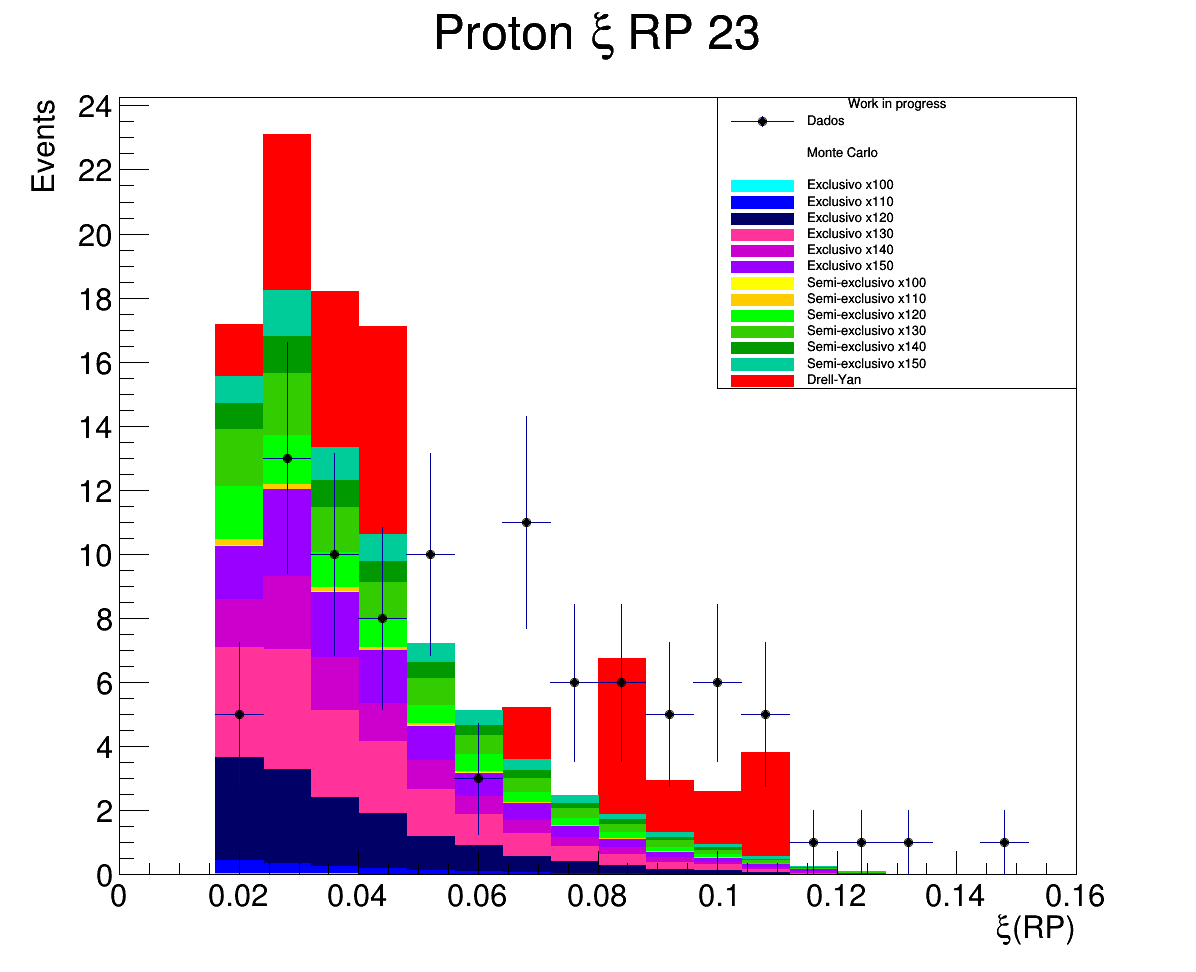 Proton ξ RP 23
Events
24
22
20
18
16
14
12
10
8
6
4
2
0
Work in progress
Dados
Monte Carlo
Exclusivo x100
Exclusivo x110
Exclusivo x120
Exclusivo x130
Exclusivo x140
Exclusivo x150
Semi-exclusivo x100
Semi-exclusivo x110
Semi-exclusivo x120
Semi-exclusivo x130
Semi-exclusivo x140
Semi-exclusivo x150
Drell-Yan
0 0.02 0.04 0.06 0.08 0.1 0.12 0.14 0.16
ξ(RP)